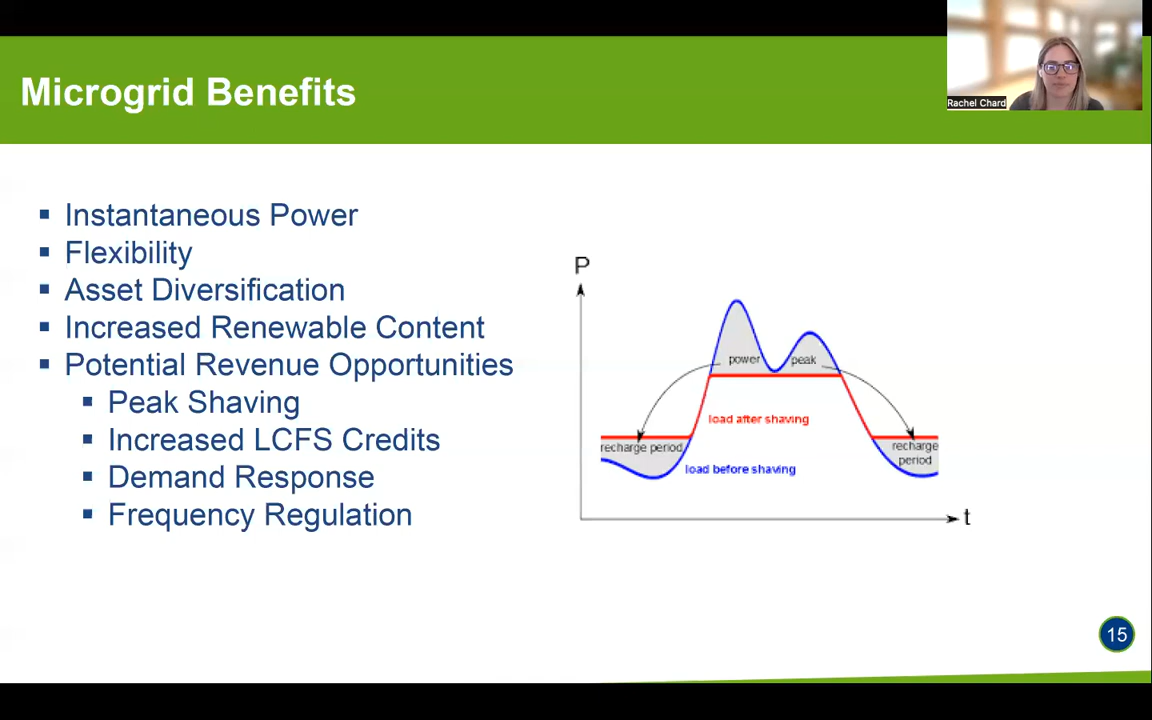 Microgrid Benefits
Rachel Chard
▪ Instantaneous Power
▪ Flexibility
▪ Asset Diversification
▪ Increased Renewable Content
▪ Potential Revenue Opportunities
▪ Peak Shaving
▪ Increased LCFS Credits
▪ Demand Response
▪ Frequency Regulation
P
power peak
load after shaving
recharge period
recharge
period
load before shaving
t
15